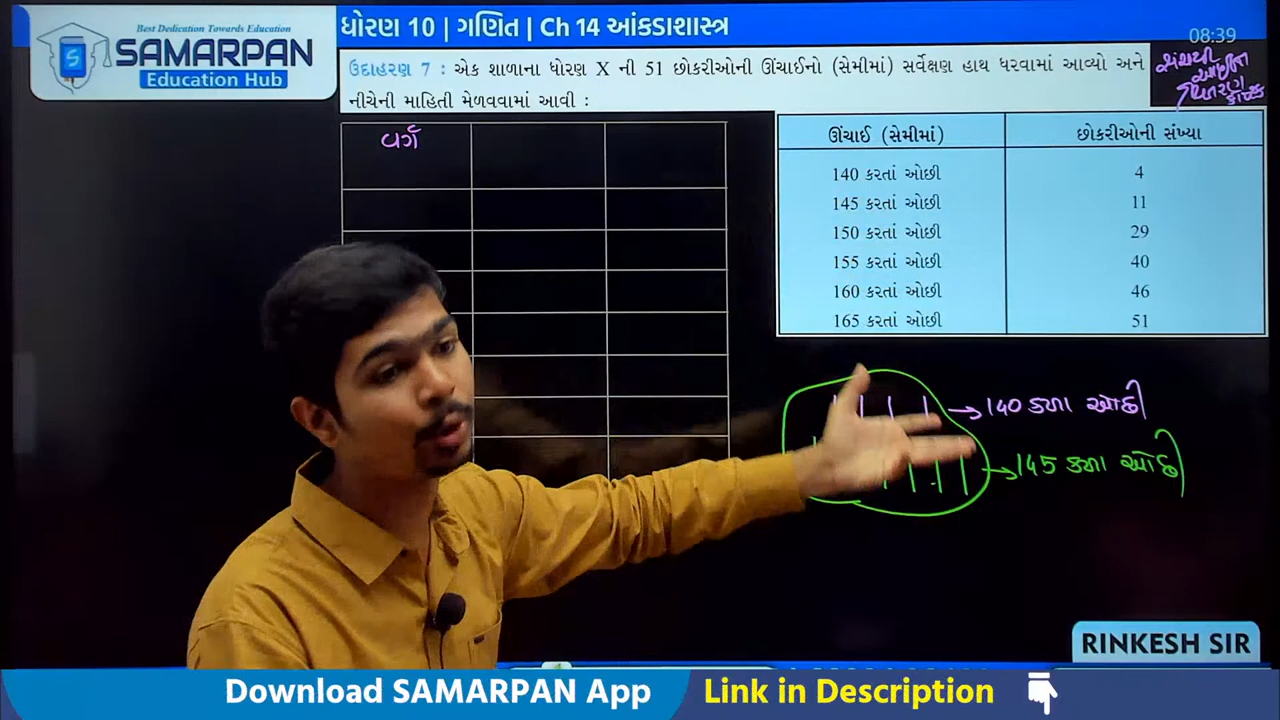 Best Dedication Towards Education
SAMARPAN
Education Hub
ધોરણ 10 | ગણિત | Ch 14 આંકડાશાસ્ત્ર
08:39
ઉદાહરણ 7 : એક શાળાના ધોરણ X ની 51 છોકરીઓની ઊંચાઈનો (સેમીમાં) સર્વેક્ષણ હાથ ધરવામાં આવ્યો અને
નીચેની માહિતી મેળવવામાં આવી :
વર્ગ
ઊંચાઈ (સેમીમાં) છોકરીઓની સંખ્યા
140 કરતાં ઓછી 4
145 કરતાં ઓછી 11
150 કરતાં ઓછી 29
155 કરતાં ઓછી 40
160 કરતાં ઓછી 46
165 કરતાં ઓછી 51
140 કરતા ઓછી
145 કરતા ઓછી
RINKESH SIR
Download SAMARPAN App Link in Description